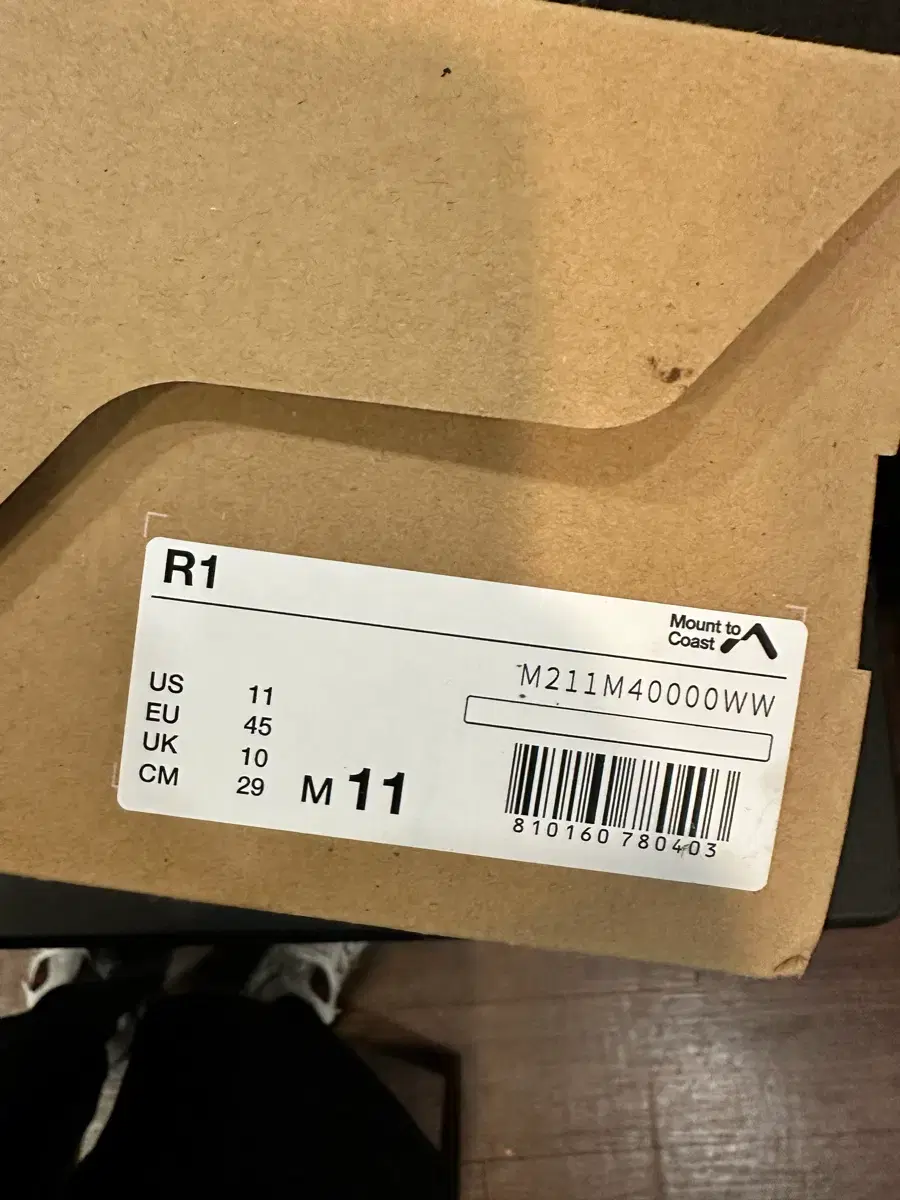 R1
Mount to
Coast
M211M40000WW
US 11
EU 45
UK 10
CM 29
M 11
810160 780403